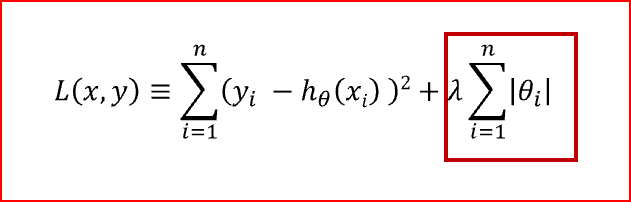 L(x, y) ≡ ∑_{i=1}^{n} (y_i − h_θ(x_i))² + λ ∑_{i=1}^{n} |θ_i|